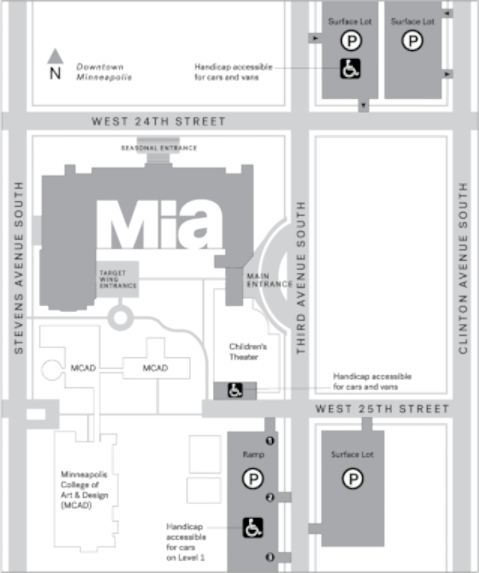 Surface Lot
Surface Lot
P
P
N
Downtown
Minneapolis
Handicap accessible
for cars and vans
WEST 24TH STREET
SEASONAL ENTRANCE
Mia
TARGET
WING
ENTRANCE
MAIN
ENTRANCE
STEVENS AVENUE SOUTH
THIRD AVENUE SOUTH
CLINTON AVENUE SOUTH
Children's
Theater
MCAD
MCAD
Handicap accessible
for cars and vans
WEST 25TH STREET
1
Ramp
P
2
Surface Lot
P
Minneapolis
College of
Art & Design
(MCAD)
Handicap
accessible
for cars
on Level 1
3